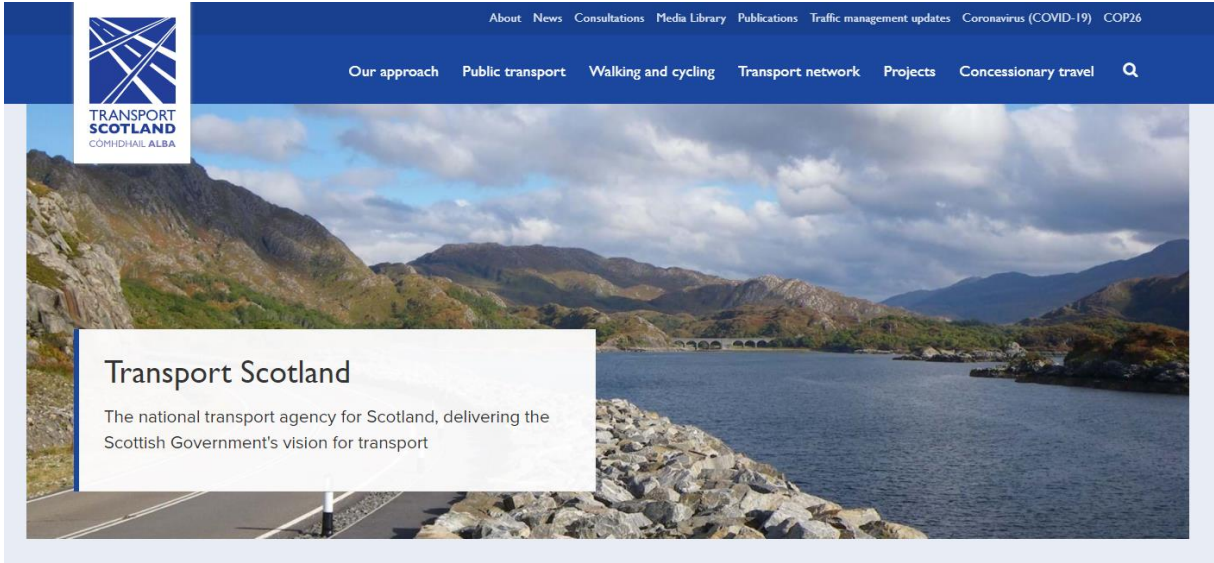 About News Consultations Media Library Publications Traffic management updates Coronavirus (COVID-19) COP26
Our approach Public transport Walking and cycling Transport network Projects Concessionary travel
TRANSPORT
SCOTLAND
CÒMHDHAIL ALBA
Transport Scotland
The national transport agency for Scotland, delivering the
Scottish Government's vision for transport